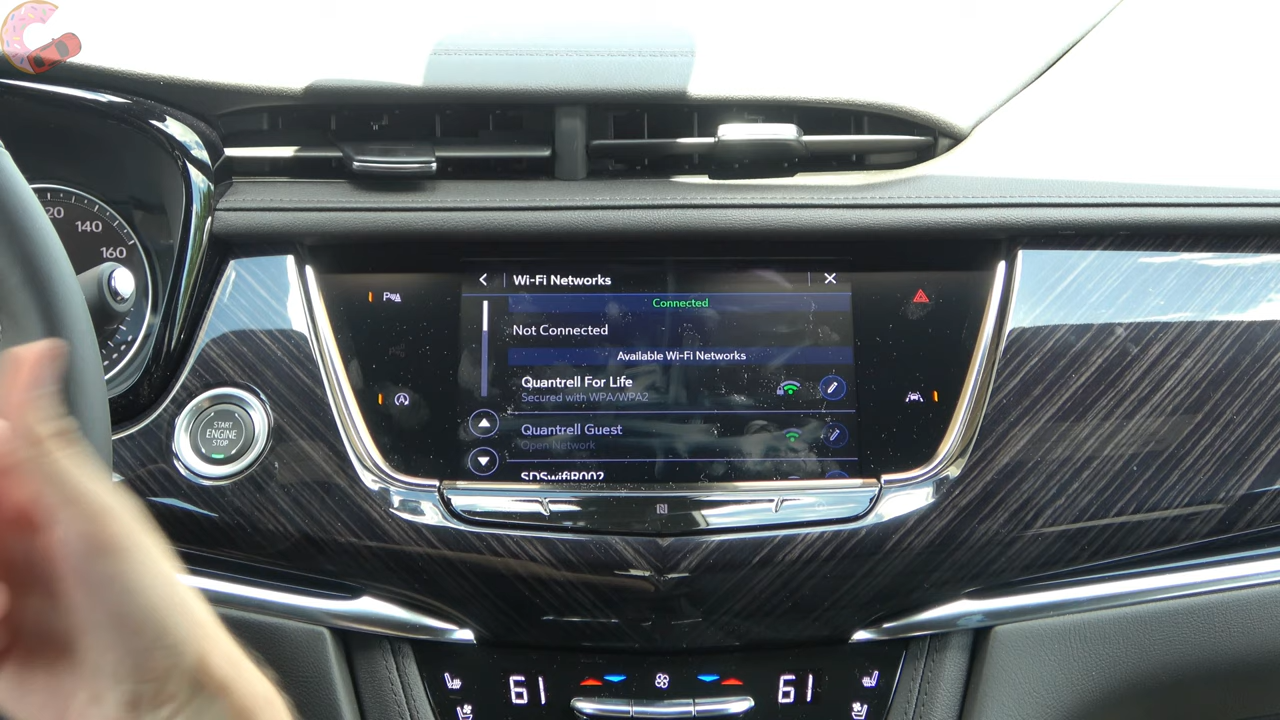 20
140
160
Wi-Fi Networks
Connected
Not Connected
Available Wi-Fi Networks
Quantrell For Life
Secured with WPA/WPA2
Quantrell Guest
Open Network
SDSwifiR002
START
ENGINE
STOP
61
61